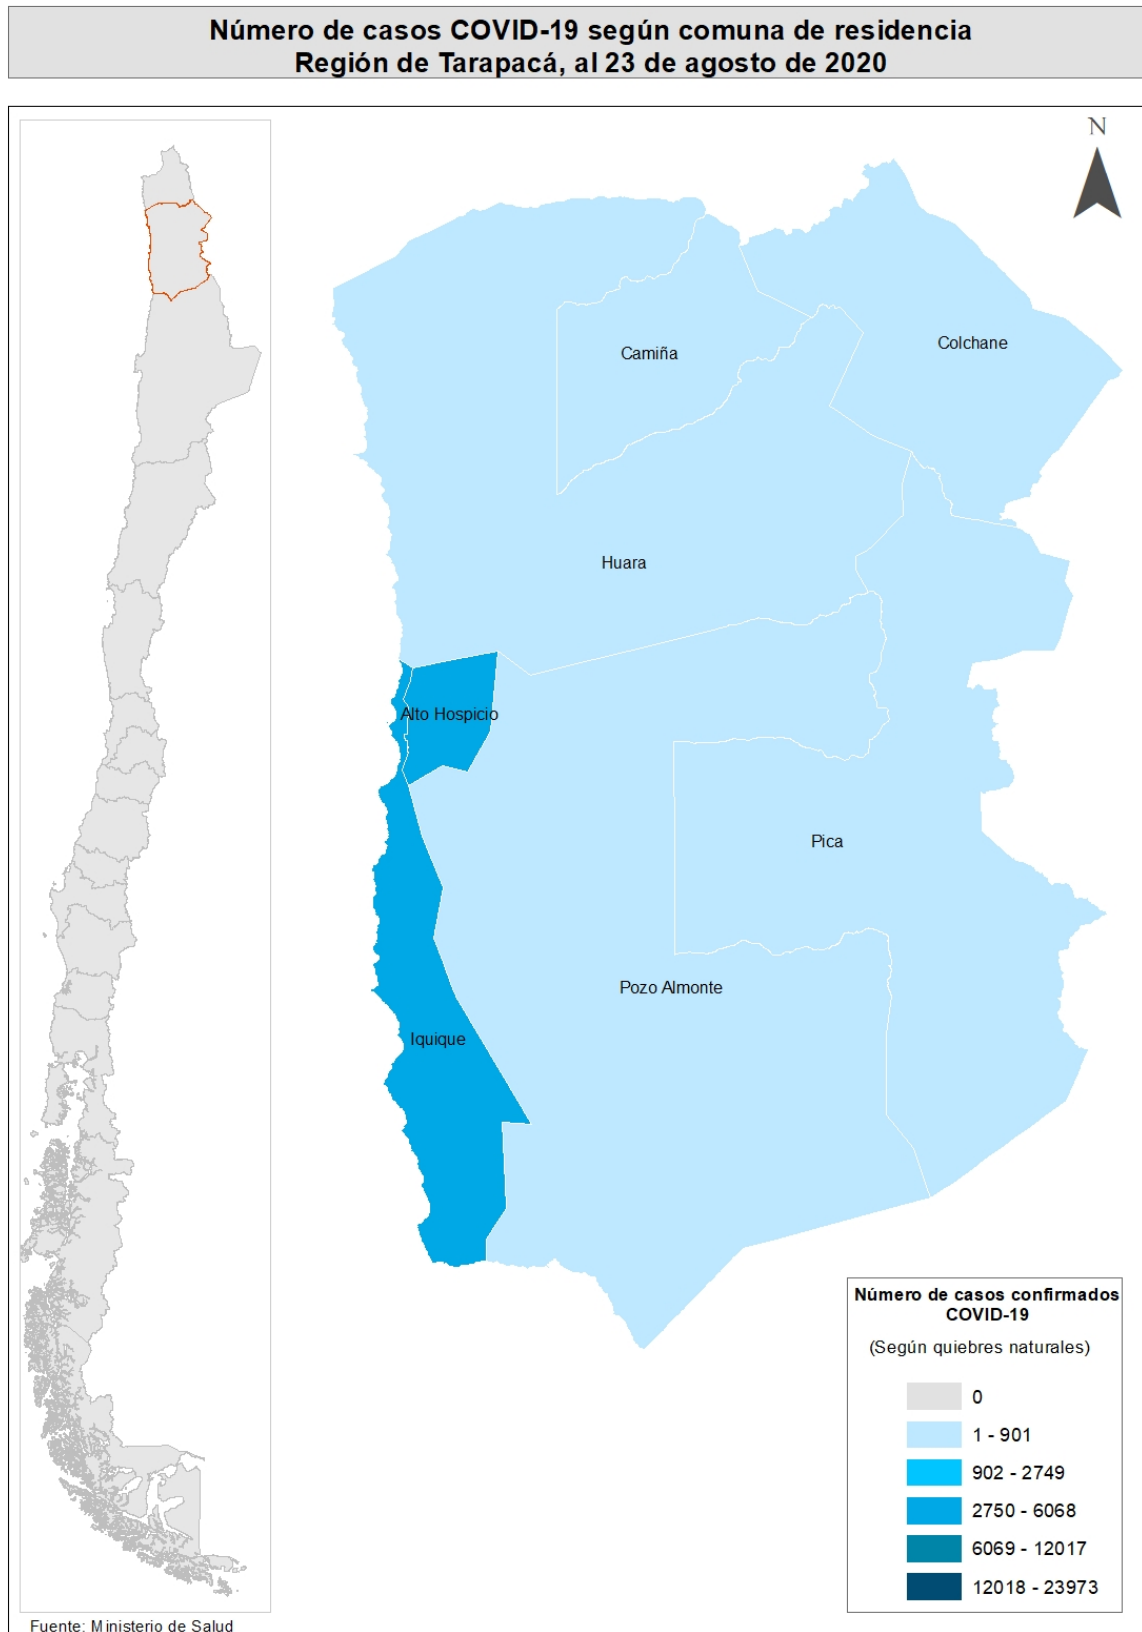 Número de casos COVID-19 según comuna de residencia
Región de Tarapacá, al 23 de agosto de 2020
N
Camiña
Colchane
Huara
Alto Hospicio
Pica
Pozo Almonte
Iquique
Número de casos confirmados
COVID-19
(Según quiebres naturales)
0
1 - 901
902 - 2749
2750 - 6068
6069 - 12017
12018 - 23973
Fuente: Ministerio de Salud